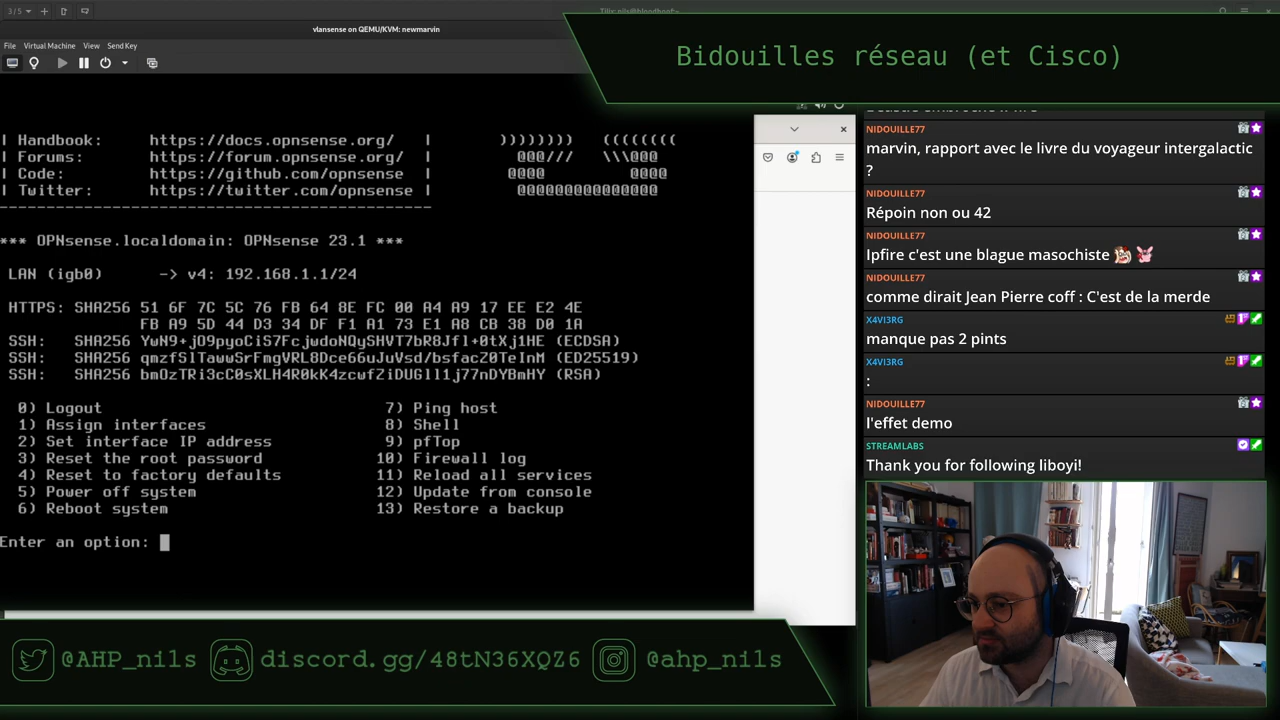 3/5
Tilix: nils@bloodhoof:~
vlansense on QEMU/KVM: newmarvin
File Virtual Machine View Send Key
Bidouilles réseau (et Cisco)
| Handbook: https://docs.opnsense.org/ | )))))))) ((((((((
| Forums: https://forum.opnsense.org/ | @@@/// \\\@@@
| Code: https://github.com/opnsense | @@@@ @@@@
| Twitter: https://twitter.com/opnsense | @@@@@@@@@@@@@@@
----------------------------------------------
*** OPNsense.localdomain: OPNsense 23.1 ***
LAN (igb0) -> v4: 192.168.1.1/24
HTTPS: SHA256 51 6F 7C 5C 76 FB 64 8E FC 00 A4 A9 17 EE E2 4E
FB A9 5D 44 D3 34 DF F1 A1 73 E1 A8 CB 38 D0 1A
SSH: SHA256 (ECDSA)
SSH: SHA256 (ED25519)
SSH: SHA256 (RSA)
0) Logout 7) Ping host
1) Assign interfaces 8) Shell
2) Set interface IP address 9) pfTop
3) Reset the root password 10) Firewall log
4) Reset to factory defaults 11) Reload all services
5) Power off system 12) Update from console
6) Reboot system 13) Restore a backup
Enter an option:
NIDOUILLE77
marvin, rapport avec le livre du voyageur intergalactic
?
NIDOUILLE77
Répoin non ou 42
NIDOUILLE77
Ipfire c'est une blague masochiste
NIDOUILLE77
comme dirait Jean Pierre coff : C'est de la merde
X4VI3RG
manque pas 2 pints
X4VI3RG
:
NIDOUILLE77
l'effet demo
STREAMLABS
Thank you for following liboyi!
@AHP_nils discord.gg/48tN36XQZ6 @ahp_nils